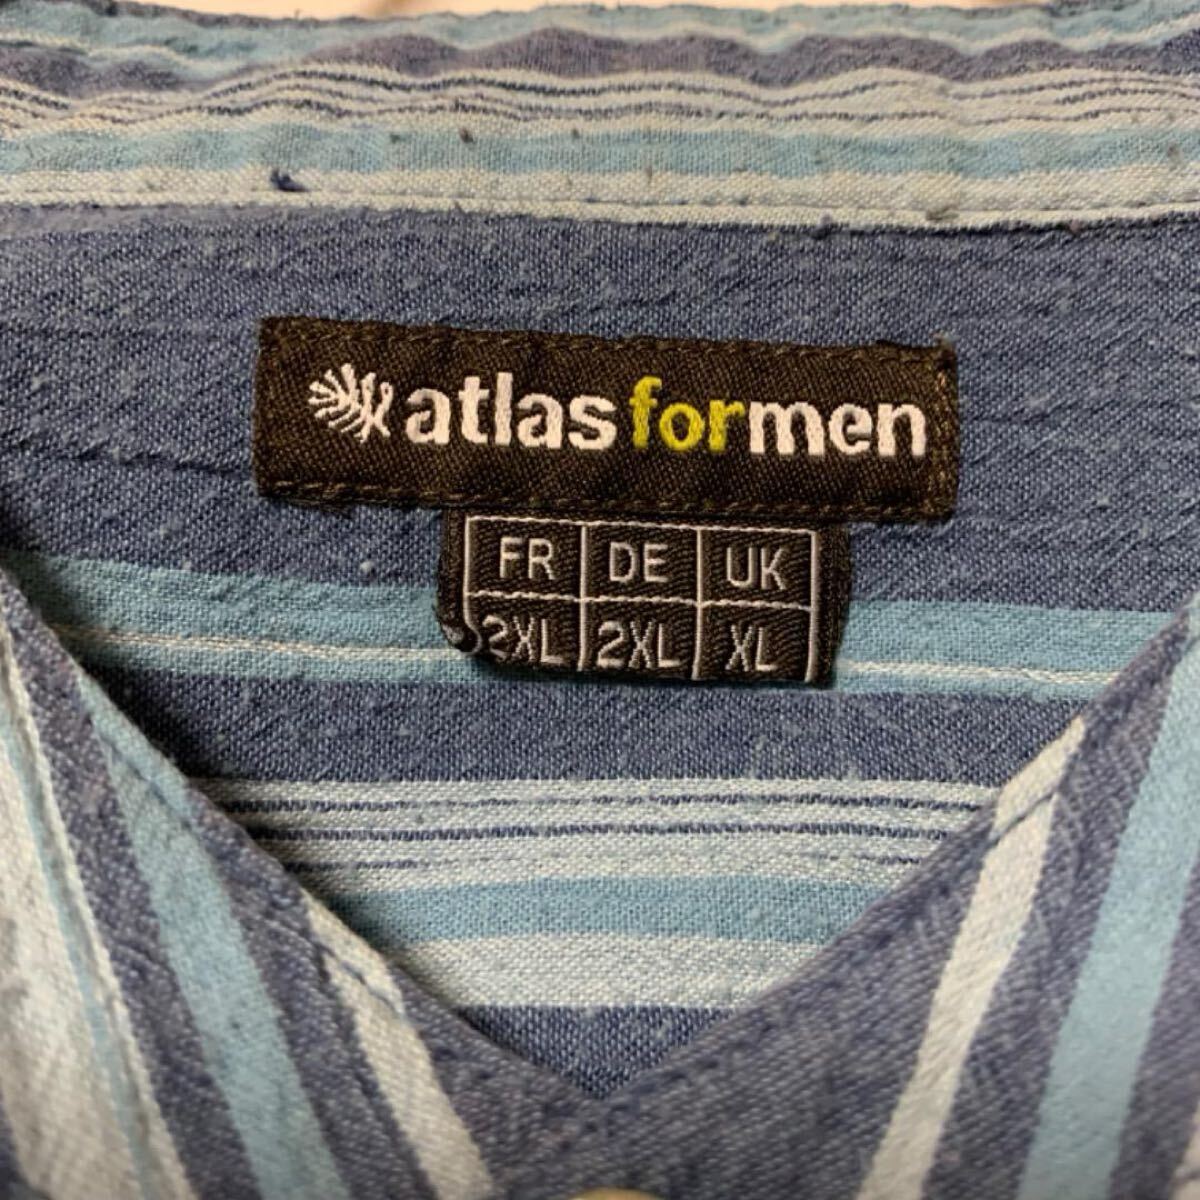 atlasformen
FR DE UK
2XL 2XL XL